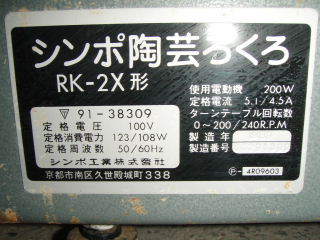 シンポ陶芸ろくろ
RK-2X形
▽ 91-38309
定格電圧 100V
定格消費電力 123/108W
定格周波数 50/60Hz
シンポ工業株式会社
京都市南区久世殿城町338
使用電動機 200W
定格電流 5.1/4.5A
ターンテーブル回転数
0~200/240R.P.M
製造年
製造番号
Ⓟ- 4R09603